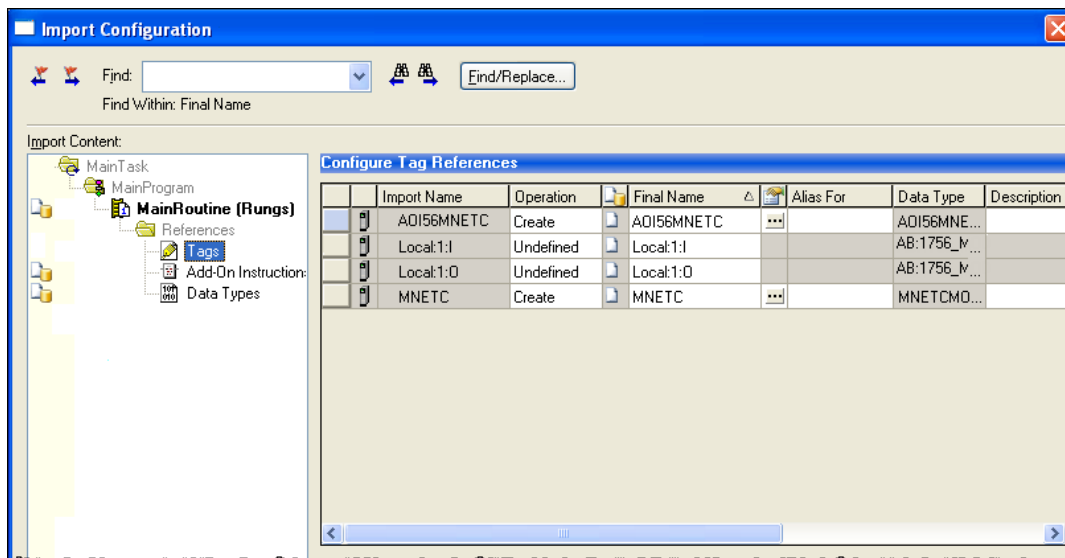 Import Configuration
Find:
Find/Replace...
Find Within: Final Name
Import Content:
MainTask
MainProgram
MainRoutine (Rungs)
References
Tags
Add-On Instruction:
Data Types
Configure Tag References
Import Name Operation Final Name Alias For Data Type Description
AOI56MNETC Create AOI56MNETC ... AOI56MNE...
Local:1:I Undefined Local:1:I AB:1756_M...
Local:1:O Undefined Local:1:O AB:1756_M...
MNETC Create MNETC ... MNETCMO...